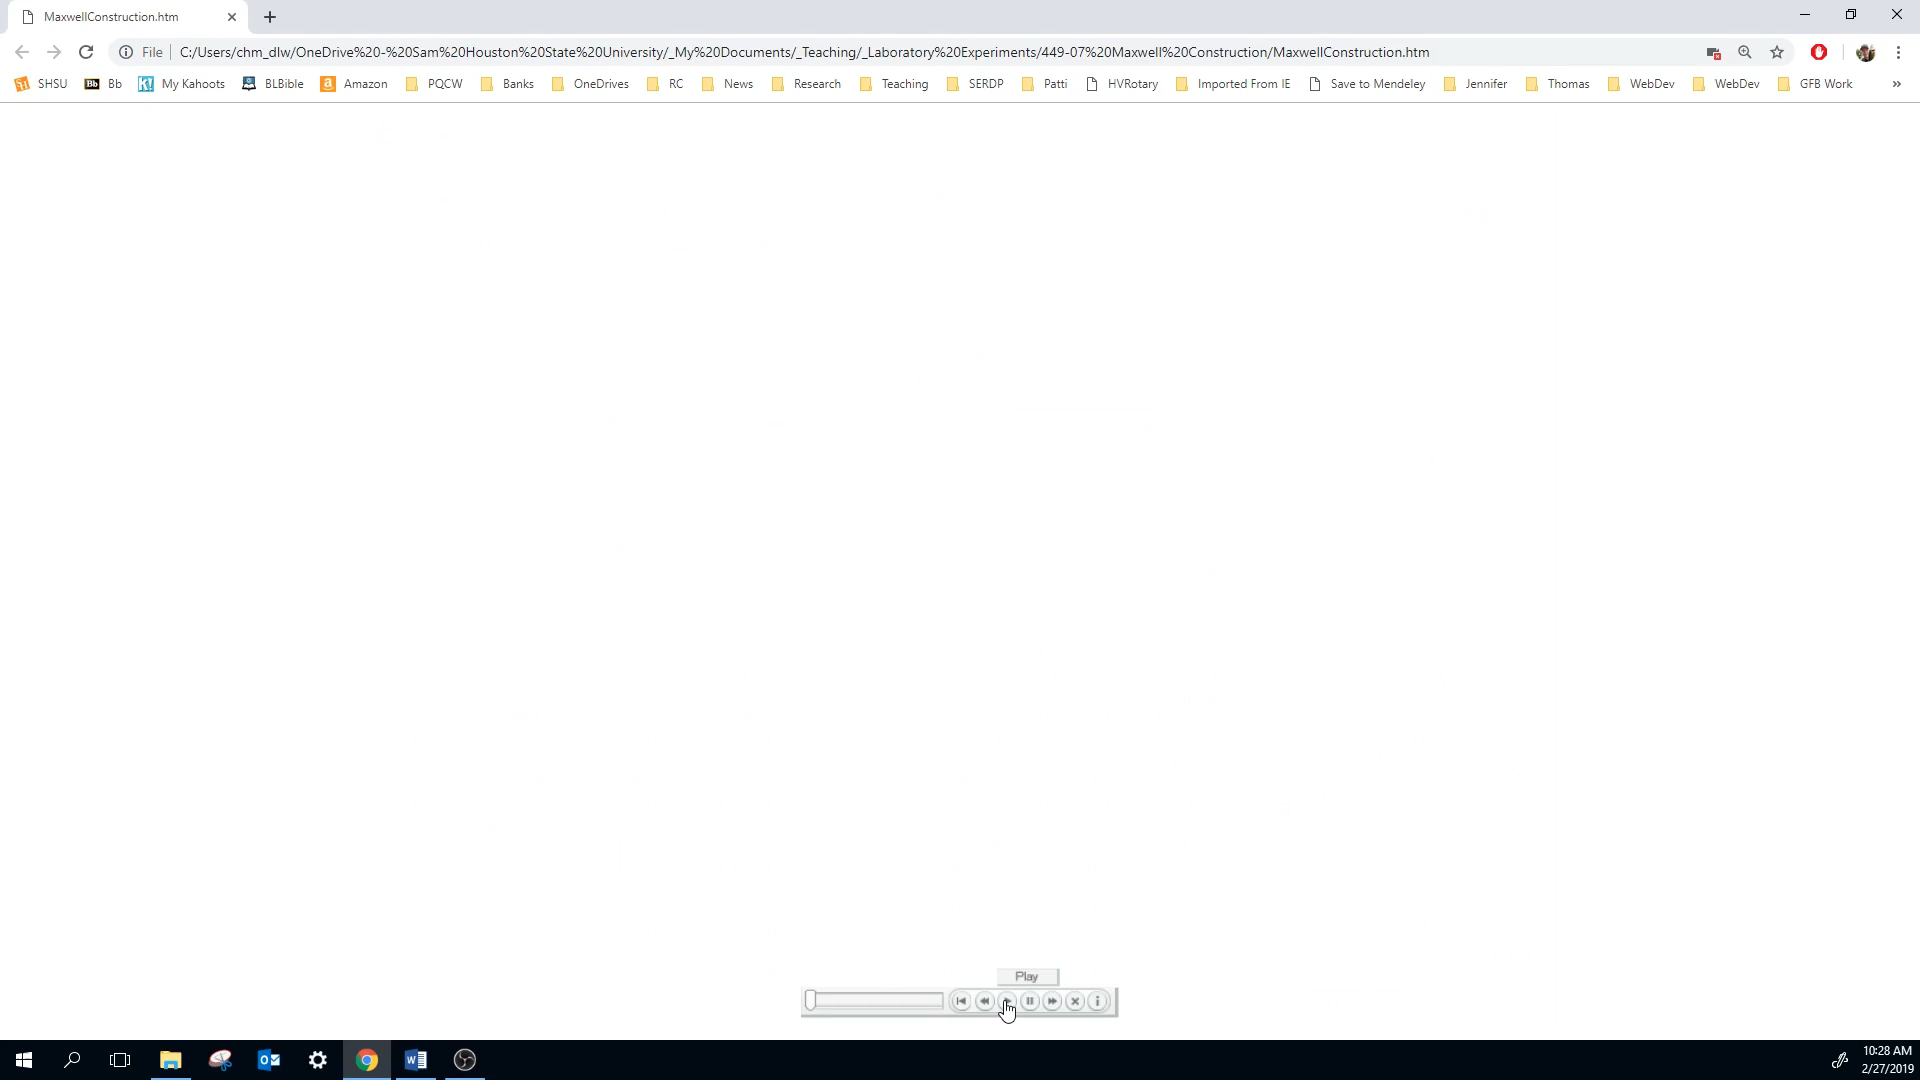 MaxwellConstruction.htm
File C:/Users/chm_dlw/OneDrive%20-%20Sam%20Houston%20State%20University/_My%20Documents/_Teaching/_Laboratory%20Experiments/449-07%20Maxwell%20Construction/MaxwellConstruction.htm
SHSU Bb Bb My Kahoots BLBible Amazon PQCW Banks OneDrives RC News Research Teaching SERDP Patti HVRotary Imported From IE Save to Mendeley Jennifer Thomas WebDev WebDev GFB Work »
Play
10:28 AM
2/27/2019